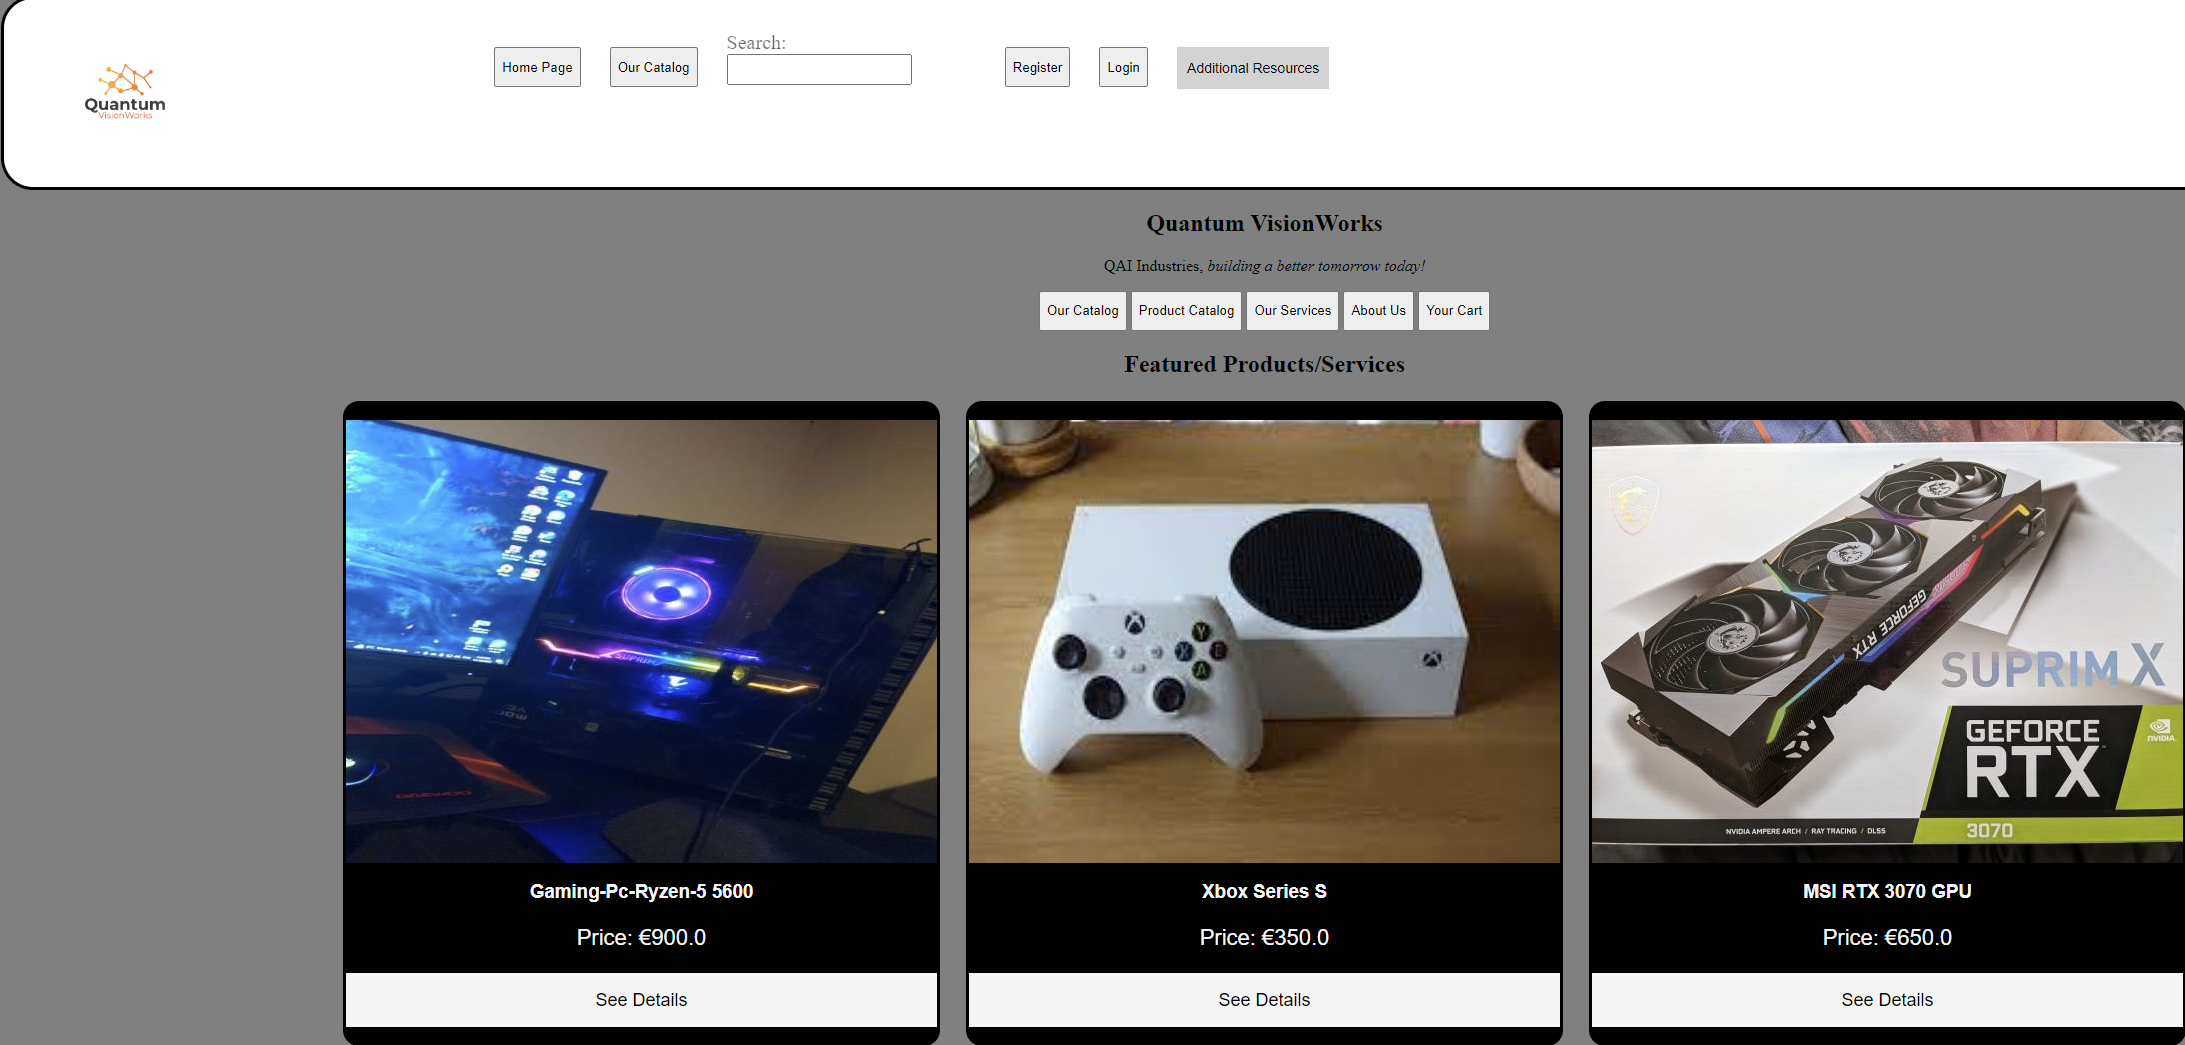 Quantum
VisionWorks
Home Page
Our Catalog
Search:
Register
Login
Additional Resources
Quantum VisionWorks
QAI Industries, building a better tomorrow today!
Our Catalog
Product Catalog
Our Services
About Us
Your Cart
Featured Products/Services
SUPRIM
DAEWOO
Gaming-Pc-Ryzen-5 5600
Price: €900.0
See Details
Y
X
B
A
Xbox Series S
Price: €350.0
See Details
GEFORCE RTX
SUPRIM X
GEFORCE
RTX
NVIDIA
NVIDIA AMPERE ARCH / RAY TRACING / DLSS
3070
MSI RTX 3070 GPU
Price: €650.0
See Details